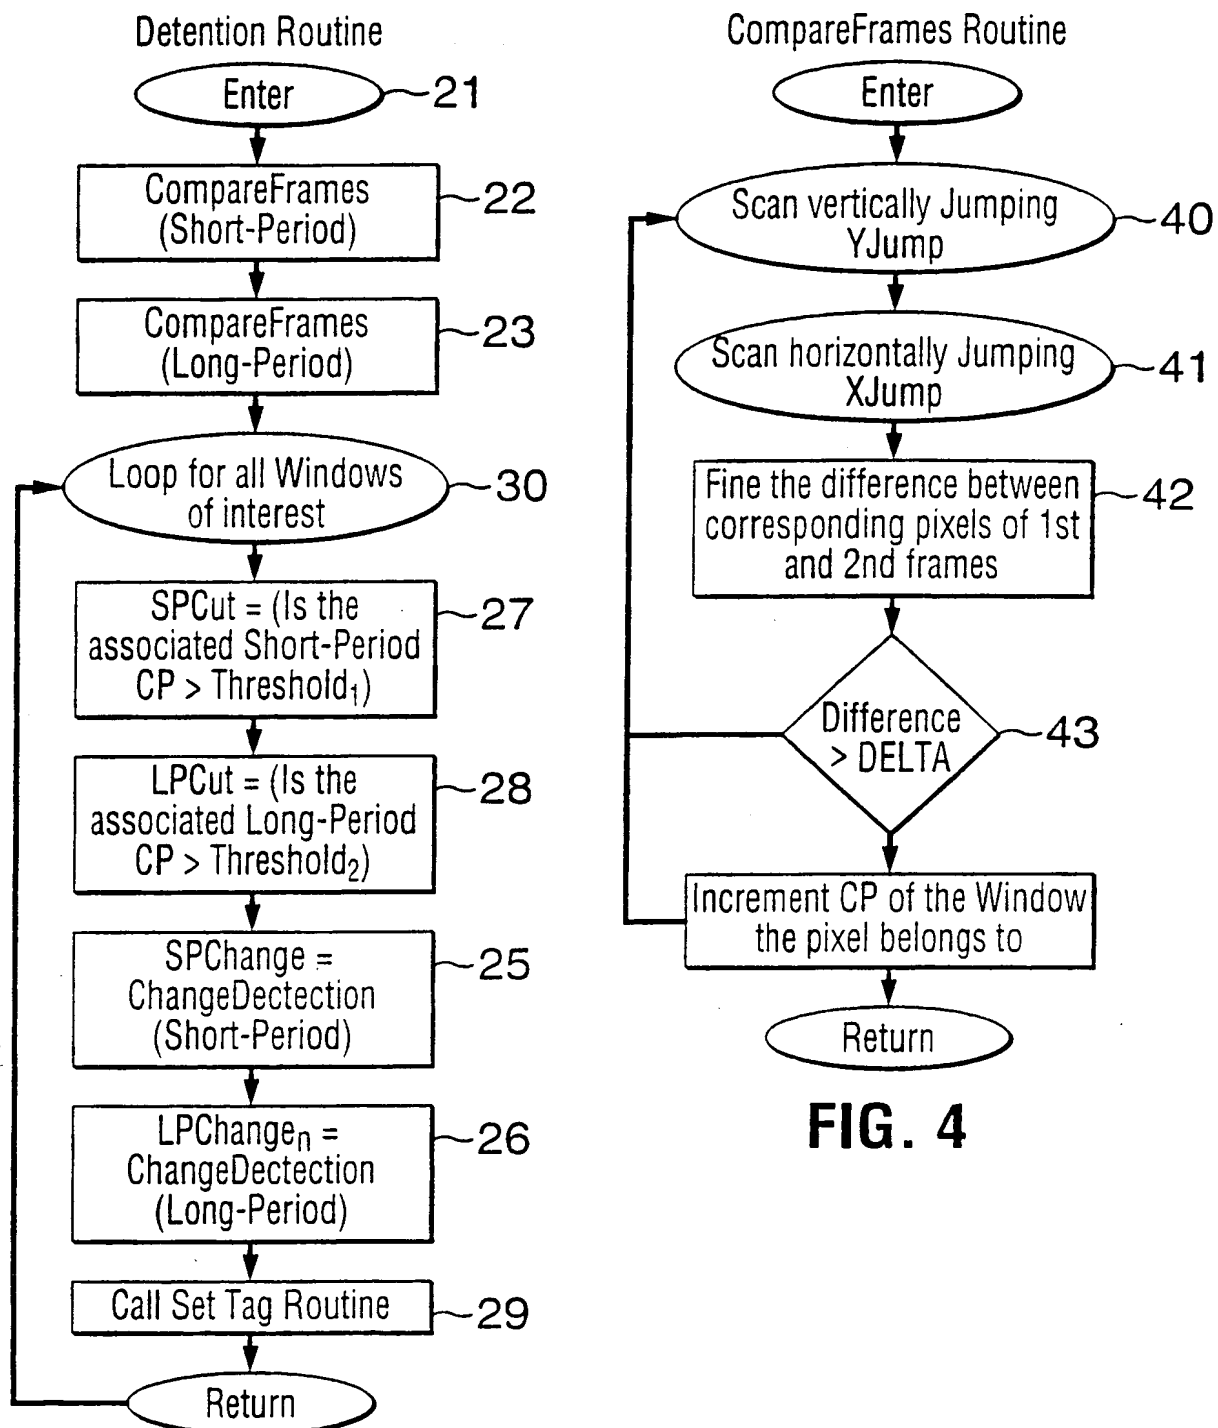 Detention Routine
Enter
21
CompareFrames
(Short-Period)
22
CompareFrames
(Long-Period)
23
Loop for all Windows
of interest
30
SPCut = (Is the
associated Short-Period
CP > Threshold₁)
27
LPCut = (Is the
associated Long-Period
CP > Threshold₂)
28
SPChange =
ChangeDectection
(Short-Period)
25
LPChangeₙ =
ChangeDectection
(Long-Period)
26
Call Set Tag Routine
29
Return
CompareFrames Routine
Enter
Scan vertically Jumping
YJump
40
Scan horizontally Jumping
XJump
41
Fine the difference between
corresponding pixels of 1st
and 2nd frames
42
Difference
> DELTA
43
Increment CP of the Window
the pixel belongs to
Return
FIG. 4